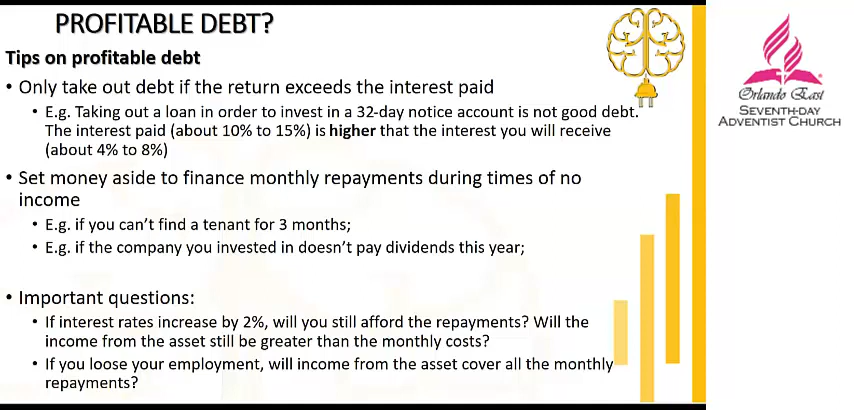 PROFITABLE DEBT?
Tips on profitable debt
• Only take out debt if the return exceeds the interest paid
• E.g. Taking out a loan in order to invest in a 32-day notice account is not good debt.
The interest paid (about 10% to 15%) is higher that the interest you will receive
(about 4% to 8%)
• Set money aside to finance monthly repayments during times of no
income
• E.g. if you can't find a tenant for 3 months;
• E.g. if the company you invested in doesn't pay dividends this year;
• Important questions:
• If interest rates increase by 2%, will you still afford the repayments? Will the
income from the asset still be greater than the monthly costs?
• If you loose your employment, will income from the asset cover all the monthly
repayments?
Orlando East
SEVENTH-DAY
ADVENTIST CHURCH